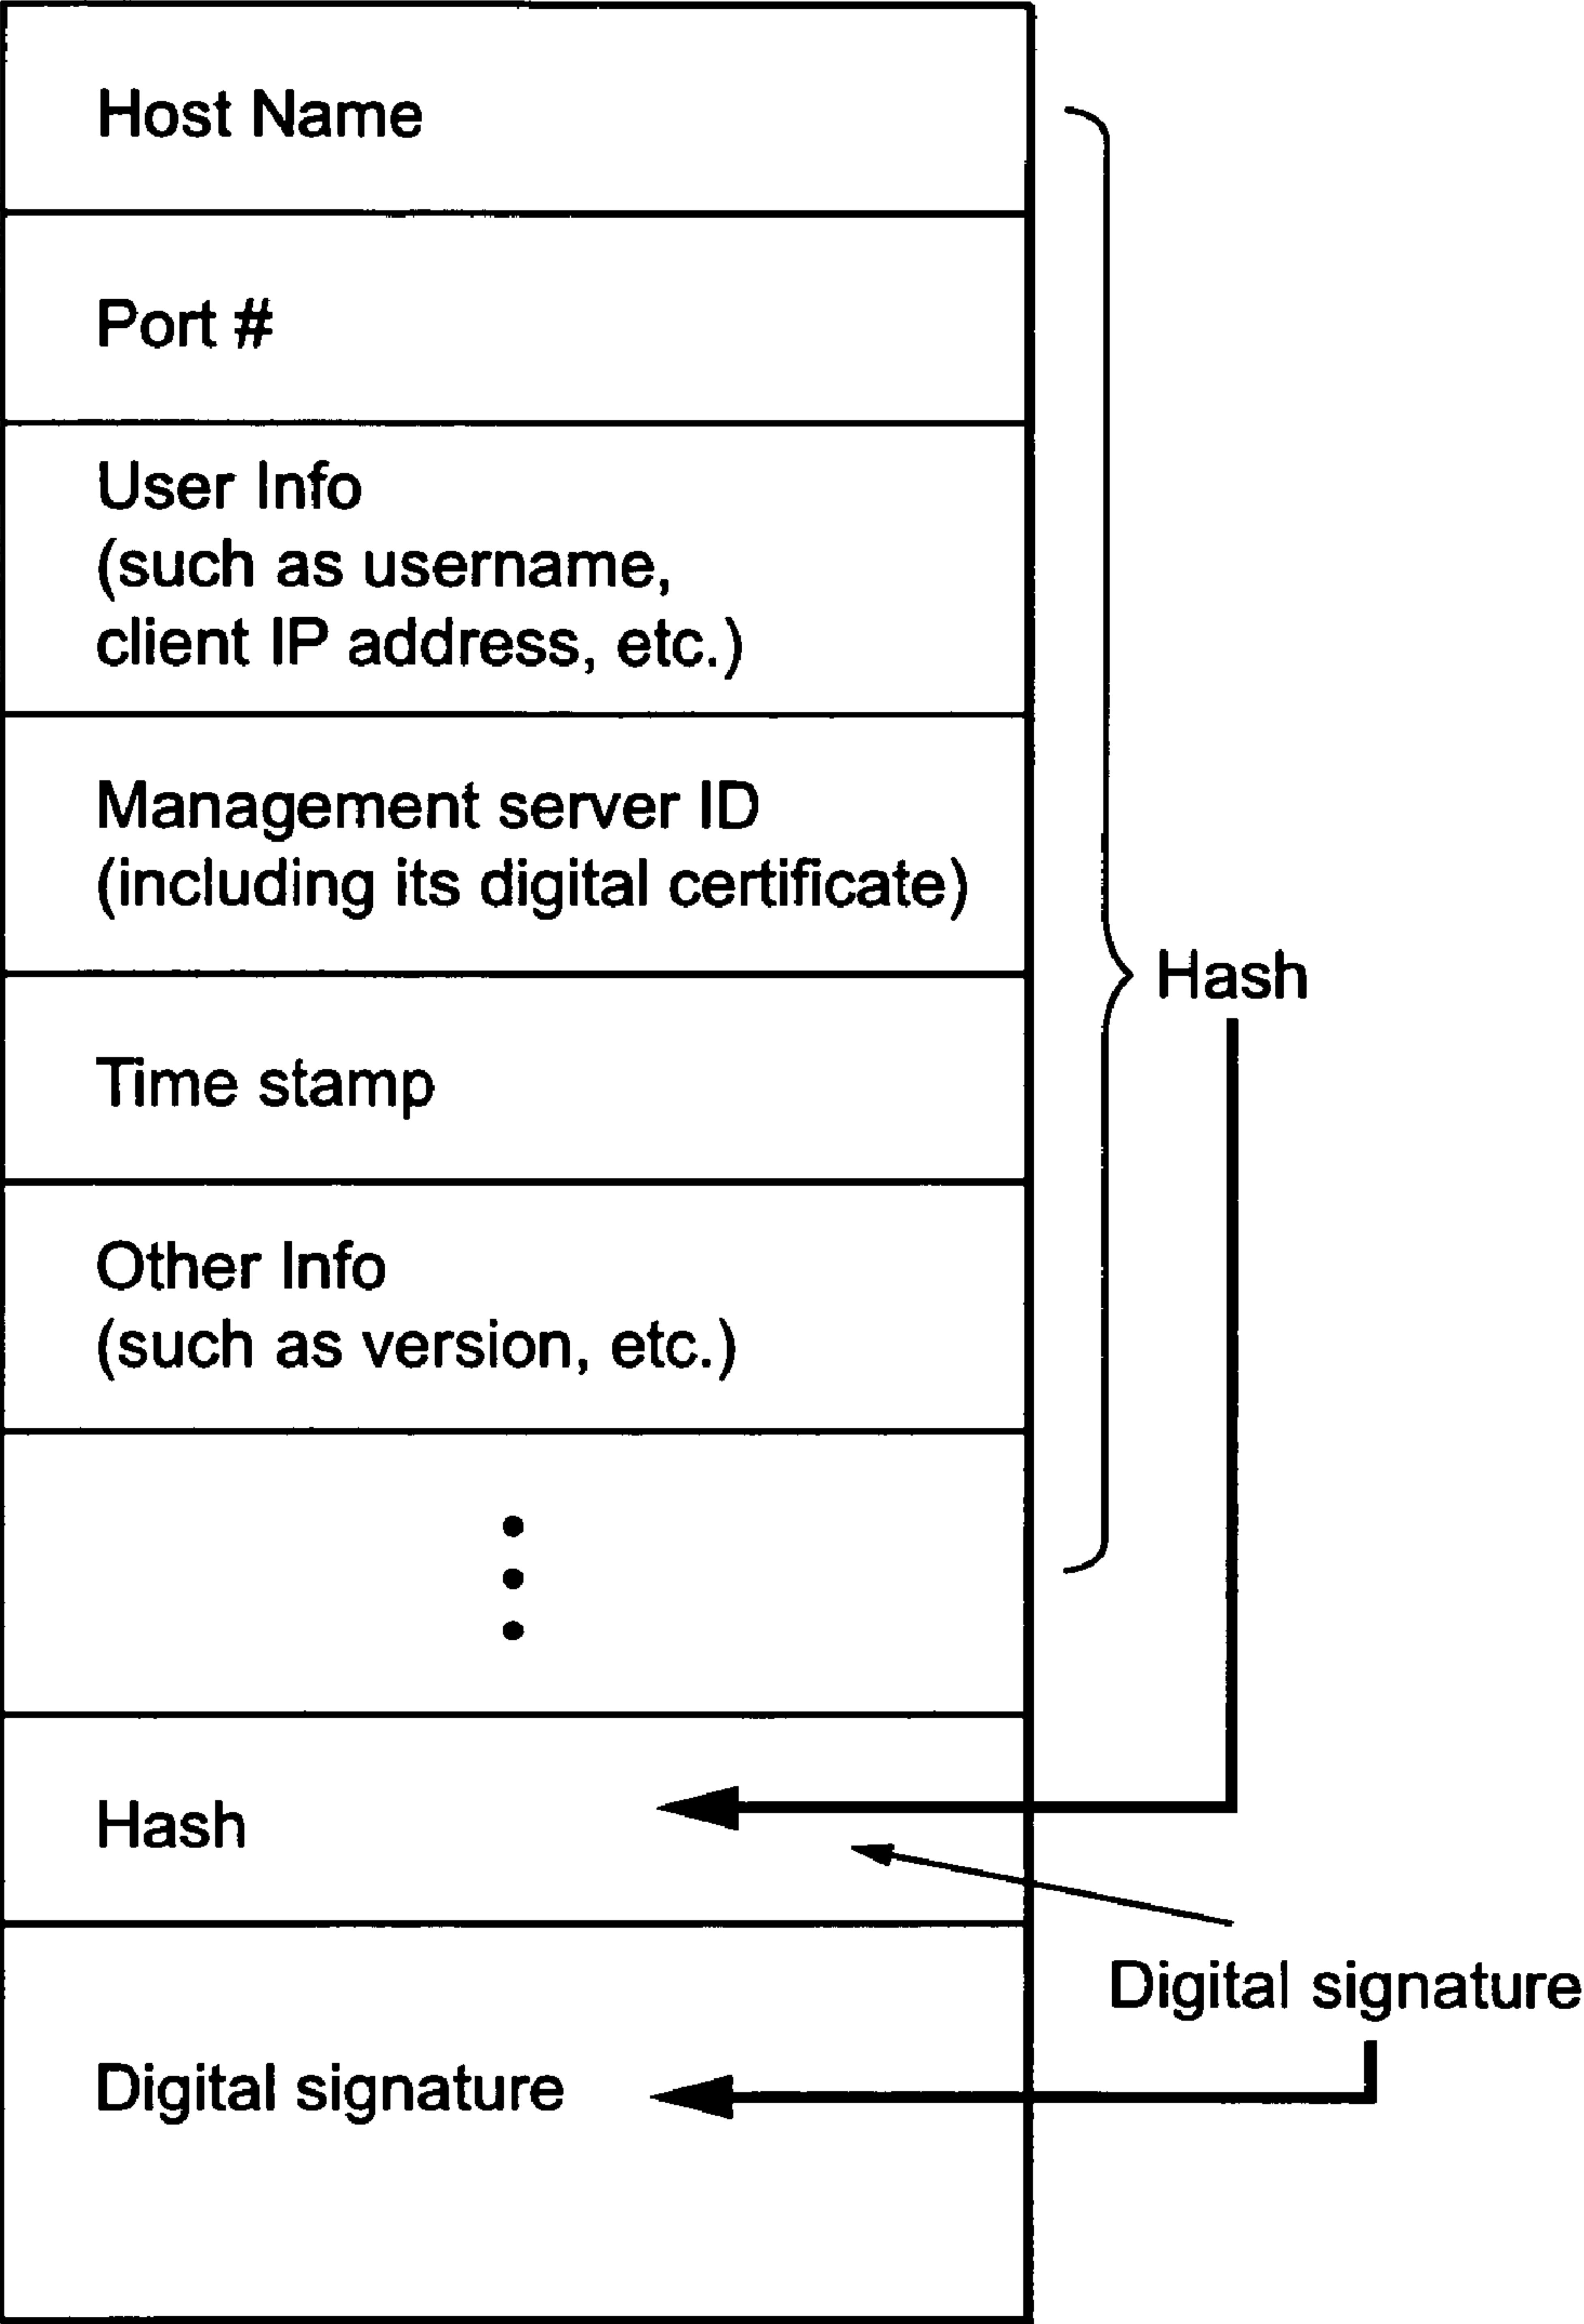 Host Name
Port #
User Info
(such as username,
client IP address, etc.)
Management server ID
(including its digital certificate)
Time stamp
Other Info
(such as version, etc.)
Hash
Hash
Digital signature
Digital signature